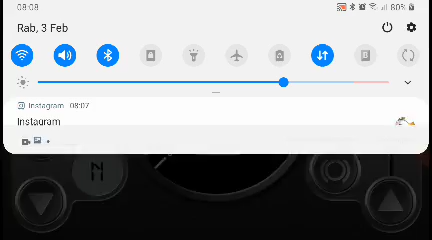 08:08
80%
Rab, 3 Feb
Instagram 08:07
Instagram
N